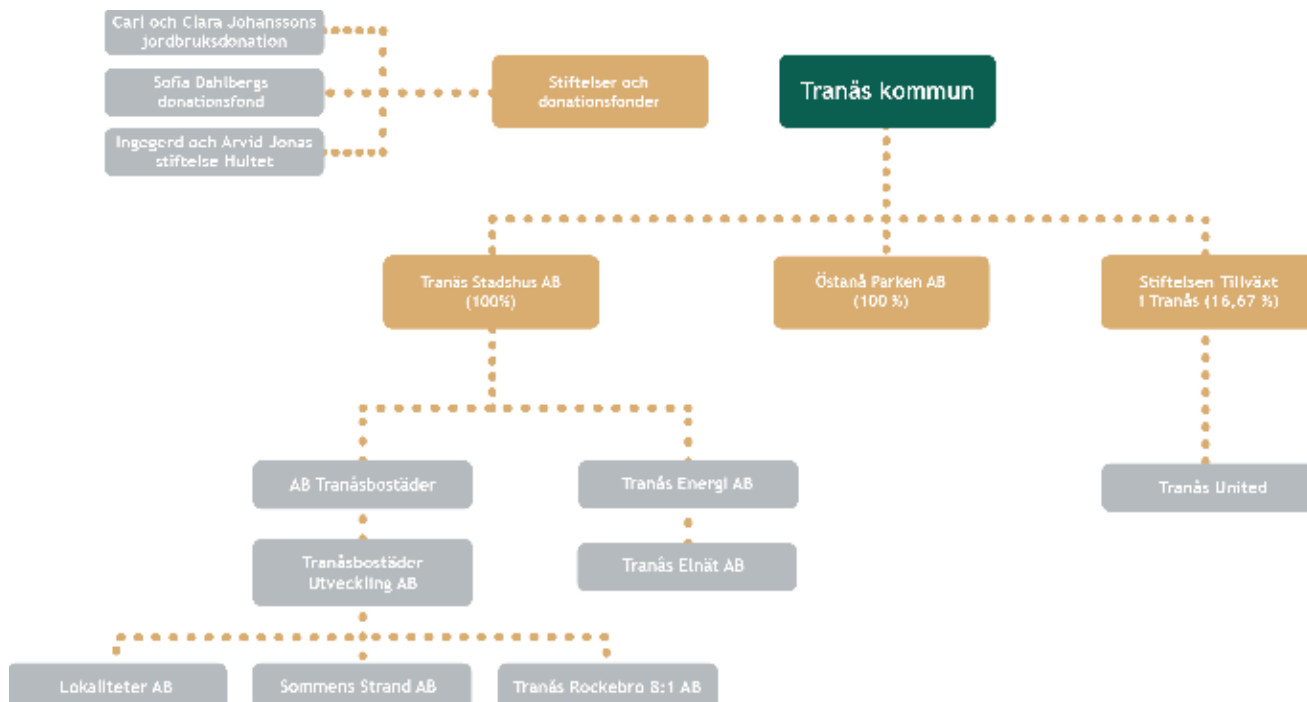 Carl och Clara Johanssons
jordbruksdonation
Sofia Dahlbergs
donationsfond
Ingegerd och Arvid Jonas
stiftelse Hultet
Stiftelser och
donationsfonder
Tranås kommun
Tranås Stadshus AB
(100%)
Östanå Parken AB
(100 %)
Stiftelsen Tillväxt
i Tranås (16,67 %)
AB Tranåsbostäder
Tranås Energi AB
Tranås United
Tranåsbostäder
Utveckling AB
Tranås Elnät AB
Lokaliteter AB
Sommens Strand AB
Tranås Rockebro 8:1 AB